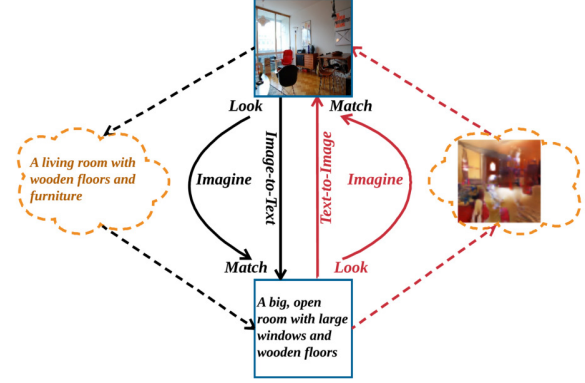 Look
Match
A living room with
wooden floors and
furniture
Imagine
Image-to-Text
Text-to-Image
Imagine
Match
Look
A big, open
room with large
windows and
wooden floors